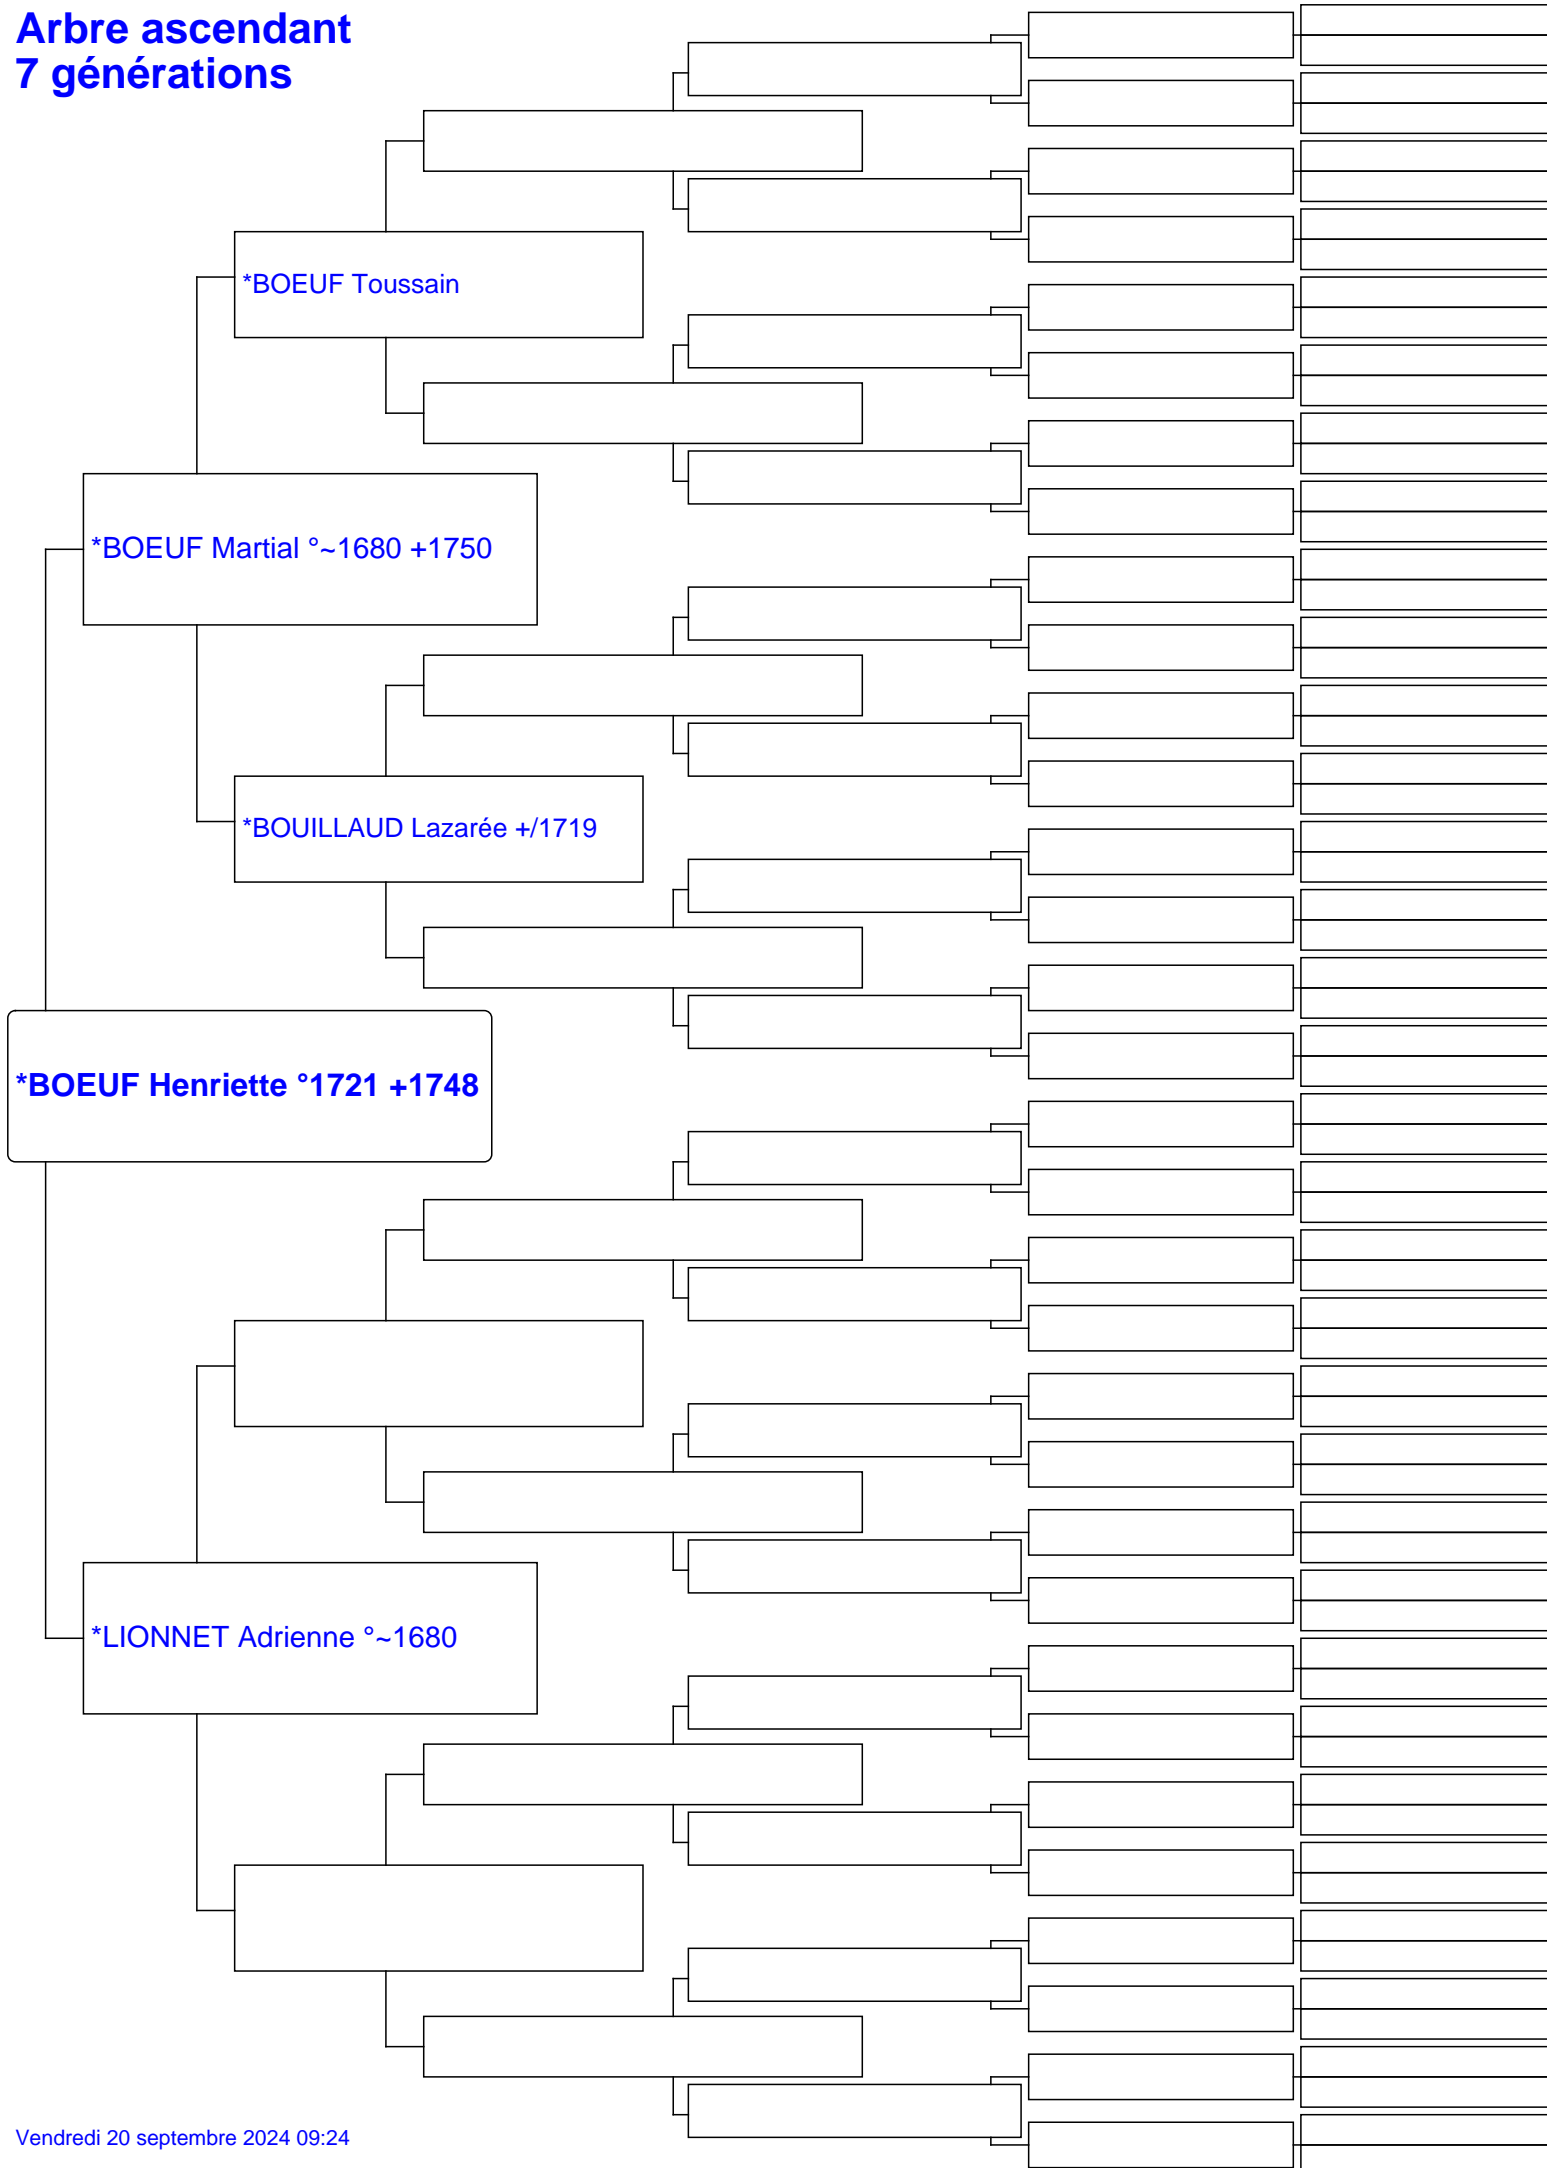 Arbre ascendant
7 générations
*BOEUF Toussain
*BOEUF Martial °~1680 +1750
*BOUILLAUD Lazarée +/1719
*BOEUF Henriette °1721 +1748
*LIONNET Adrienne °~1680
Vendredi 20 septembre 2024 09:24